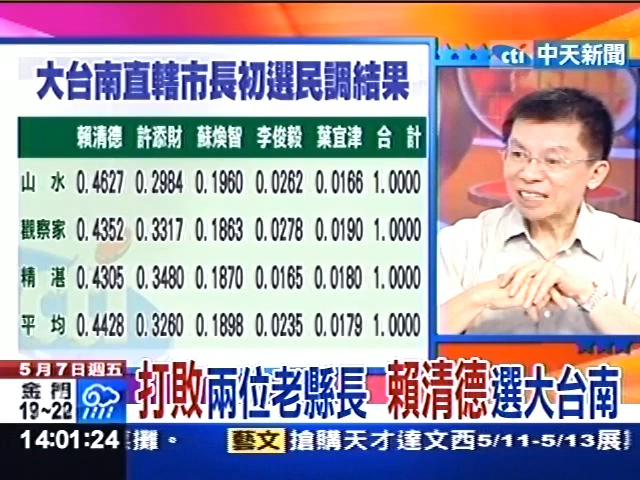 cti 中天新聞
大台南直轄市長初選民調結果
賴清德 許添財 蘇煥智 李俊毅 葉宜津 合 計
山 水 0.4627 0.2984 0.1960 0.0262 0.0166 1.0000
觀察家 0.4352 0.3317 0.1863 0.0278 0.0190 1.0000
精 湛 0.4305 0.3480 0.1870 0.0165 0.0180 1.0000
平 均 0.4428 0.3260 0.1898 0.0235 0.0179 1.0000
5月7日週五
金門
19~22
打敗兩位老縣長 賴清德選大台南
14:01:24
攤。 藝文 搶購天才達文西5/11-5/13展